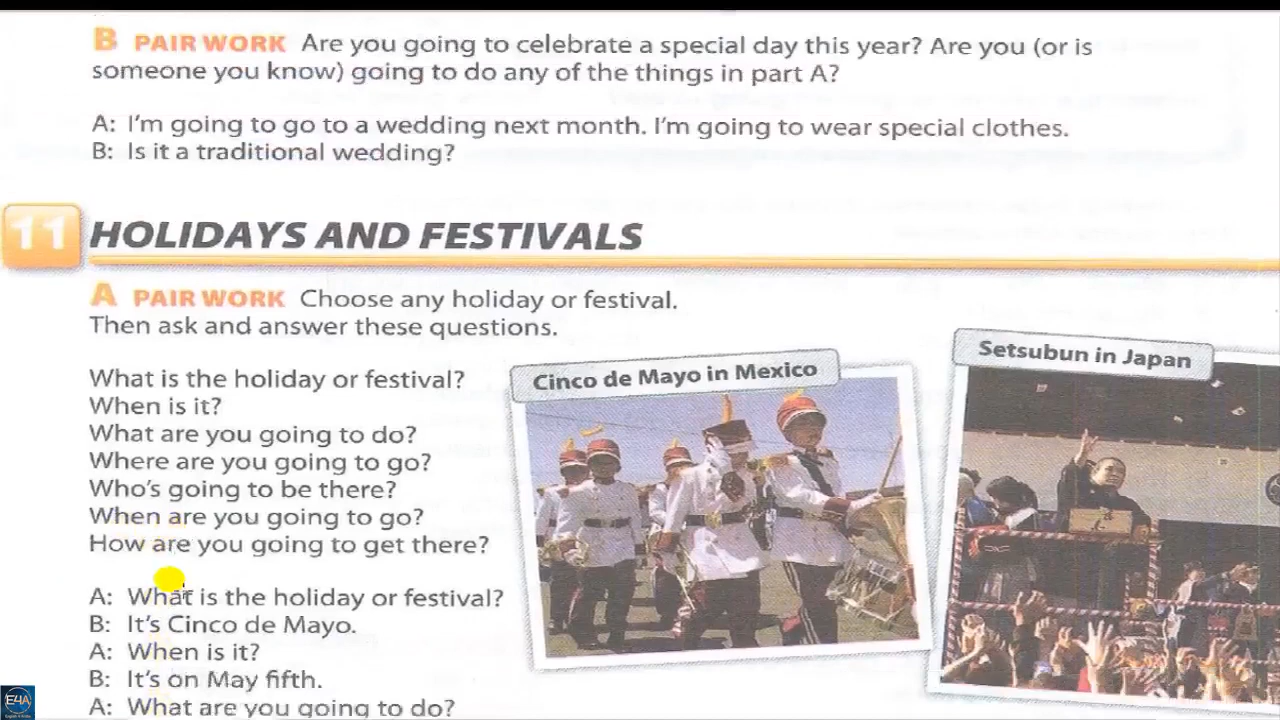 B PAIR WORK Are you going to celebrate a special day this year? Are you (or is
someone you know) going to do any of the things in part A?
A: I'm going to go to a wedding next month. I'm going to wear special clothes.
B: Is it a traditional wedding?
11 HOLIDAYS AND FESTIVALS
A PAIR WORK Choose any holiday or festival.
Then ask and answer these questions.
What is the holiday or festival?
When is it?
What are you going to do?
Where are you going to go?
Who's going to be there?
When are you going to go?
How are you going to get there?
A: What is the holiday or festival?
B: It's Cinco de Mayo.
A: When is it?
B: It's on May fifth.
A: What are you going to do?
Cinco de Mayo in Mexico
Setsubun in Japan
E4A